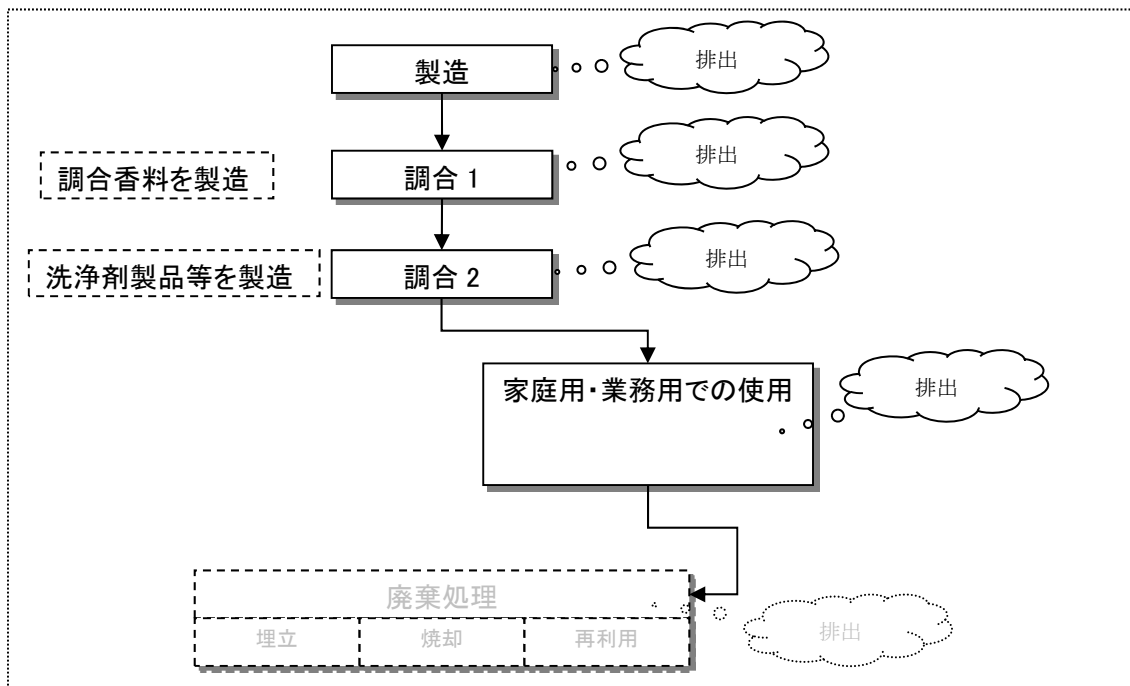 製造
排出
調合香料を製造
調合 1
排出
洗浄剤製品等を製造
調合 2
排出
家庭用・業務用での使用
排出
廃棄処理
埋立
焼却
再利用
排出